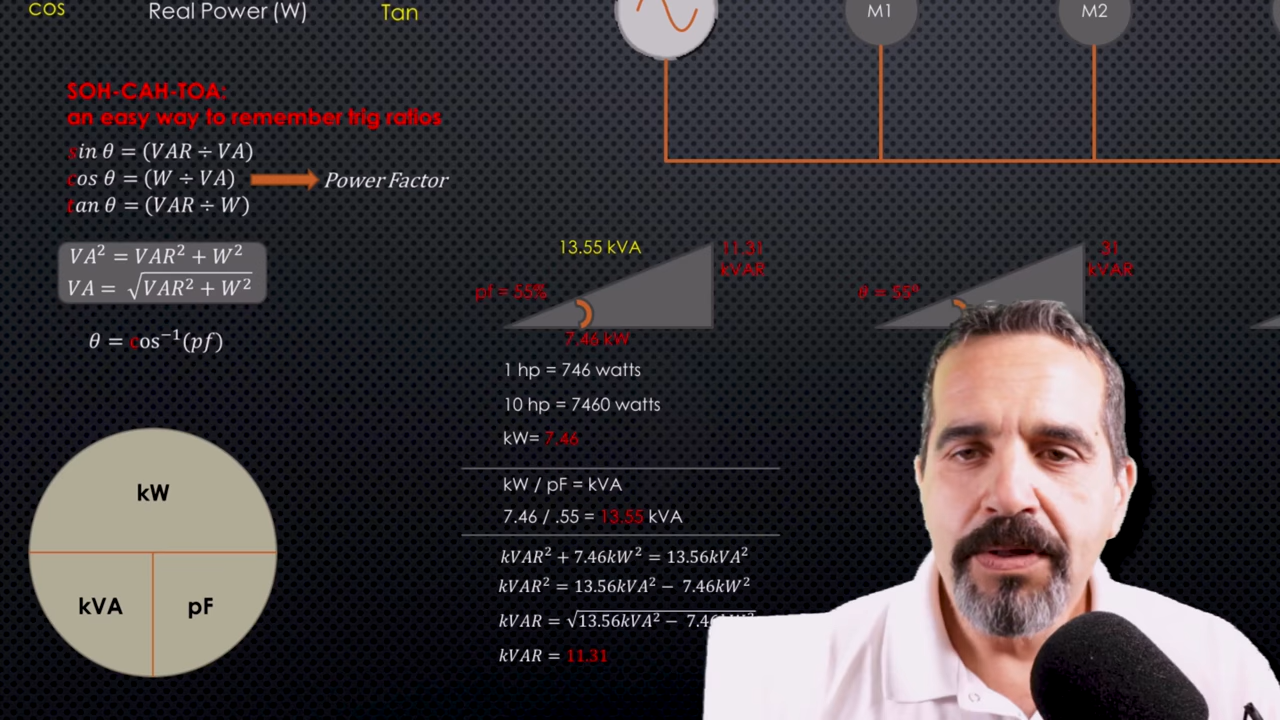 cos Real Power (W) Tan
M1 M2
SOH-CAH-TOA:
an easy way to remember trig ratios
sin θ = (VAR ÷ VA)
cos θ = (W ÷ VA) Power Factor
tan θ = (VAR ÷ W)
VA² = VAR² + W²
VA = √VAR² + W²
θ = cos⁻¹(pf)
kW
kVA pF
13.55 kVA
11.31
kVAR
pf = 55%
7.46 kW
1 hp = 746 watts
10 hp = 7460 watts
kW= 7.46
kW / pF = kVA
7.46 / .55 = 13.55 kVA
kVAR² + 7.46kW² = 13.56kVA²
kVAR² = 13.56kVA² − 7.46kW²
kVAR = √13.56kVA² −
kVAR = 11.31
31
kVAR
θ = 55°